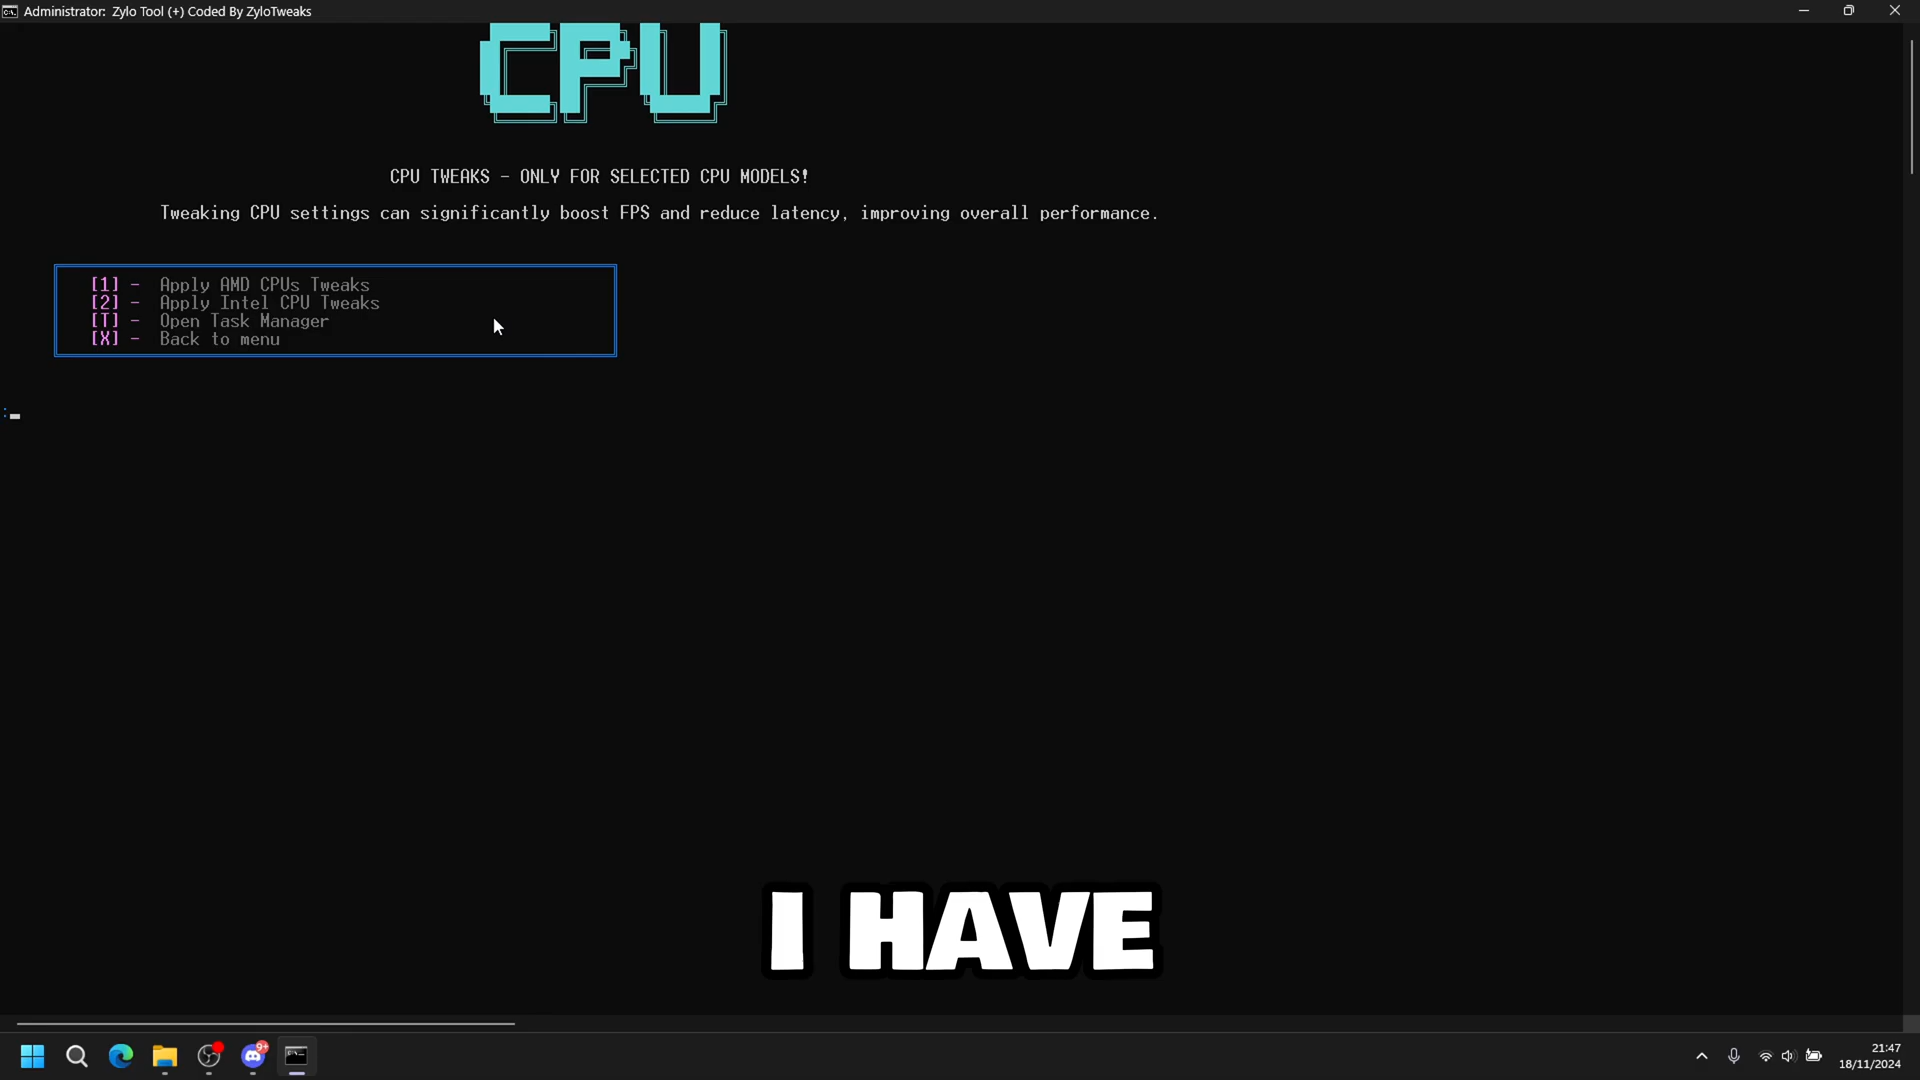 Administrator: Zylo Tool (+) Coded By ZyloTweaks
CPU
CPU TWEAKS - ONLY FOR SELECTED CPU MODELS!
Tweaking CPU settings can significantly boost FPS and reduce latency, improving overall performance.
[1] - Apply AMD CPUs Tweaks
[2] - Apply Intel CPU Tweaks
[T] - Open Task Manager
[X] - Back to menu
:
I HAVE
9+
21:47
18/11/2024